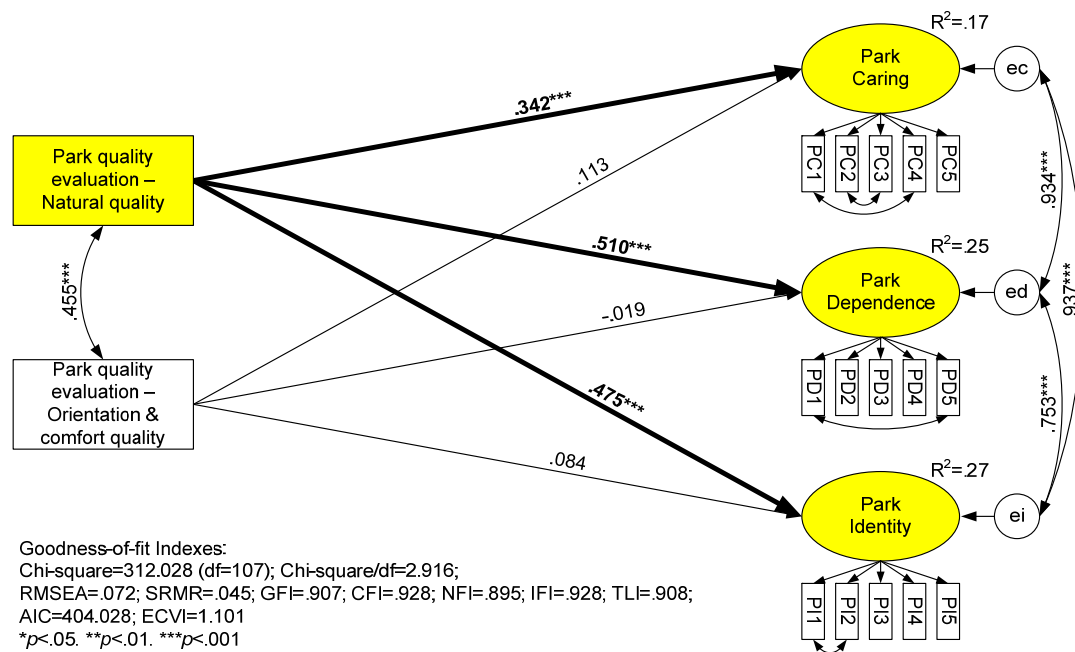 R²=.17
Park
Caring
ec
.342***
PC1
PC2
PC3
PC4
PC5
Park quality
evaluation –
Natural quality
.113
.934***
.510***
R²=.25
Park
Dependence
ed
.455***
-.019
.937***
Park quality
evaluation –
Orientation &
comfort quality
PD1
PD2
PD3
PD4
PD5
.475***
.753***
.084
R²=.27
Park
Identity
ei
PI1
PI2
PI3
PI4
PI5
Goodness-of-fit Indexes:
Chi-square=312.028 (df=107); Chi-square/df=2.916;
RMSEA=.072; SRMR=.045; GFI=.907; CFI=.928; NFI=.895; IFI=.928; TLI=.908;
AIC=404.028; ECVI=1.101
*p<.05. **p<.01. ***p<.001